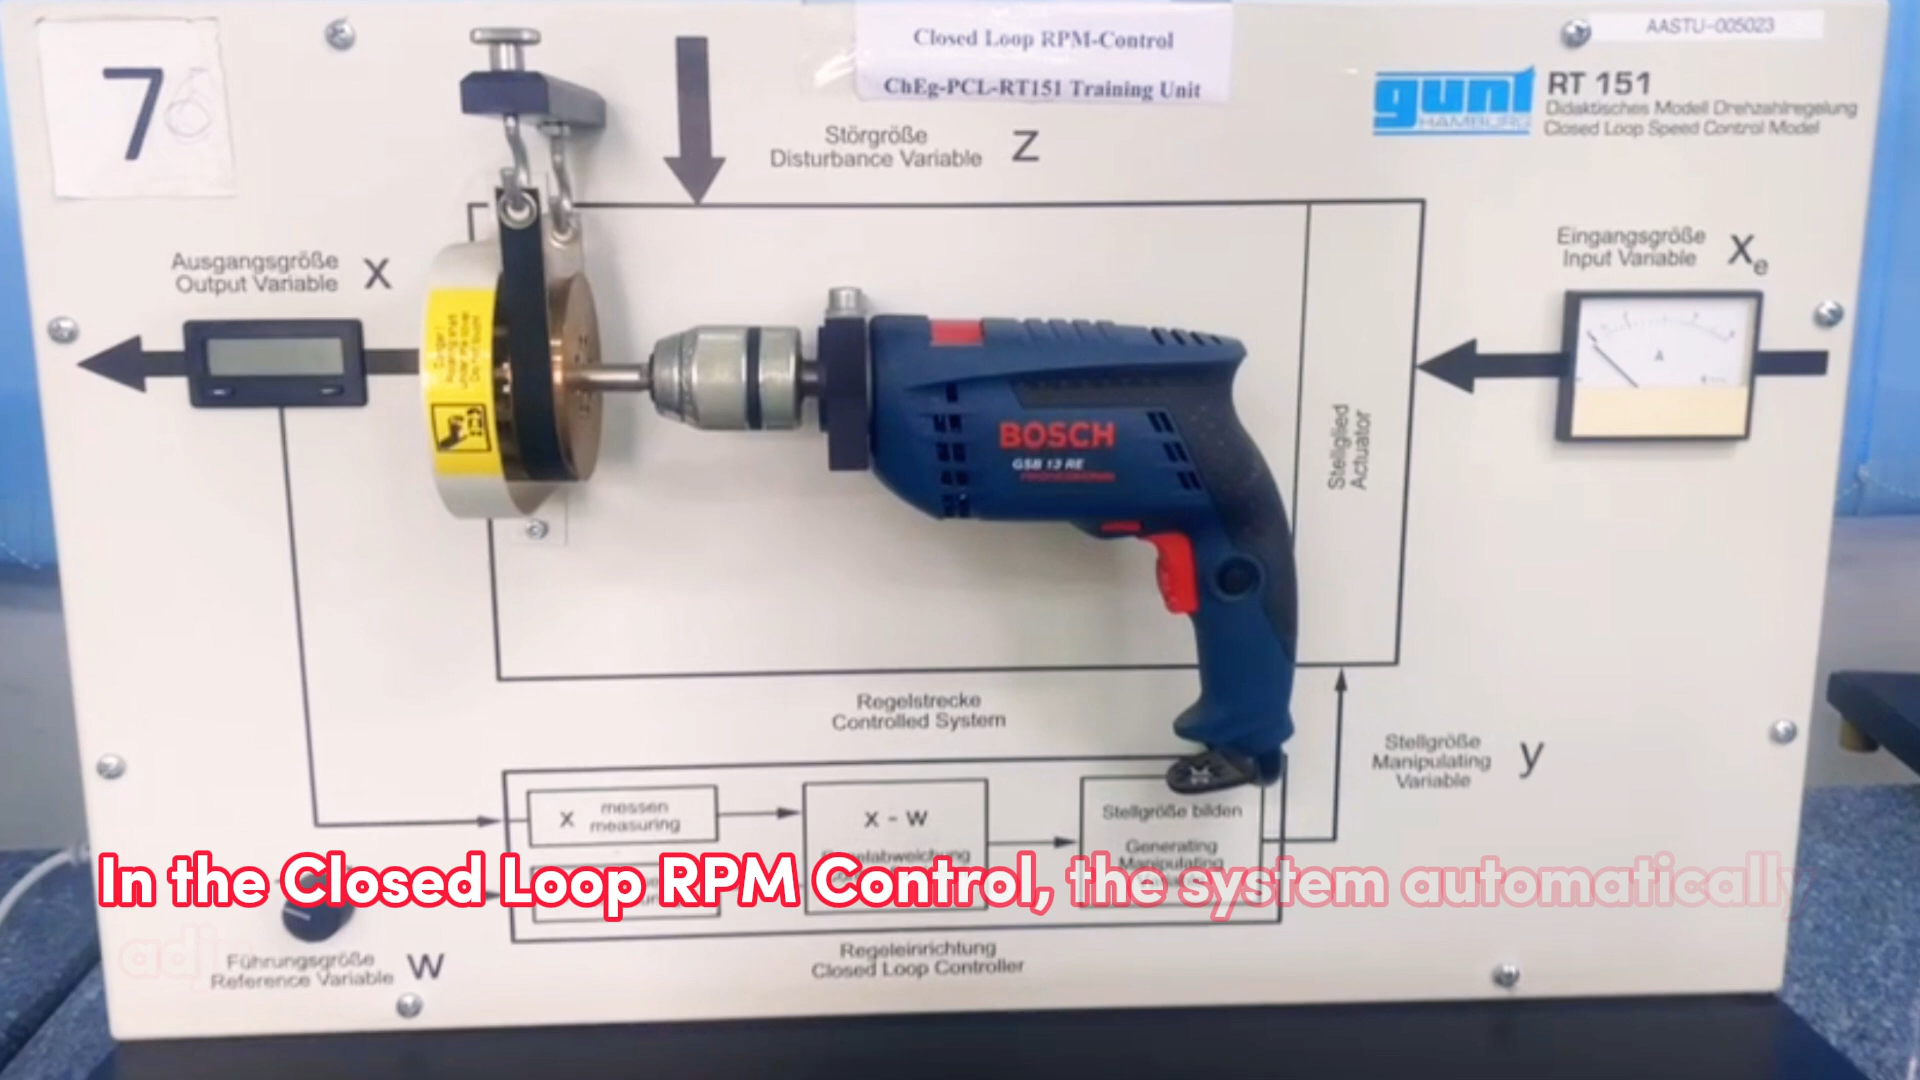 7
Closed Loop RPM-Control
ChEg-PCL-RT151 Training Unit
AASTU-005023
gunt
HAMBURG
RT 151
Didaktisches Modell Drehzahlregelung
Closed Loop Speed Control Model
Störgröße
Disturbance Variable
Z
Ausgangsgröße
Output Variable
X
Eingangsgröße
Input Variable
Xe
A
BOSCH
GSB 13 RE
PROFESSIONAL
Stellglied
Actuator
Regelstrecke
Controlled System
Stellgröße
Manipulating
Variable
y
X messen
measuring
X - W
Stellgröße bilden
Generating
Manipulating
In the Closed Loop RPM Control, the system automatically
Führungsgröße
Reference Variable
W
Regeleinrichtung
Closed Loop Controller